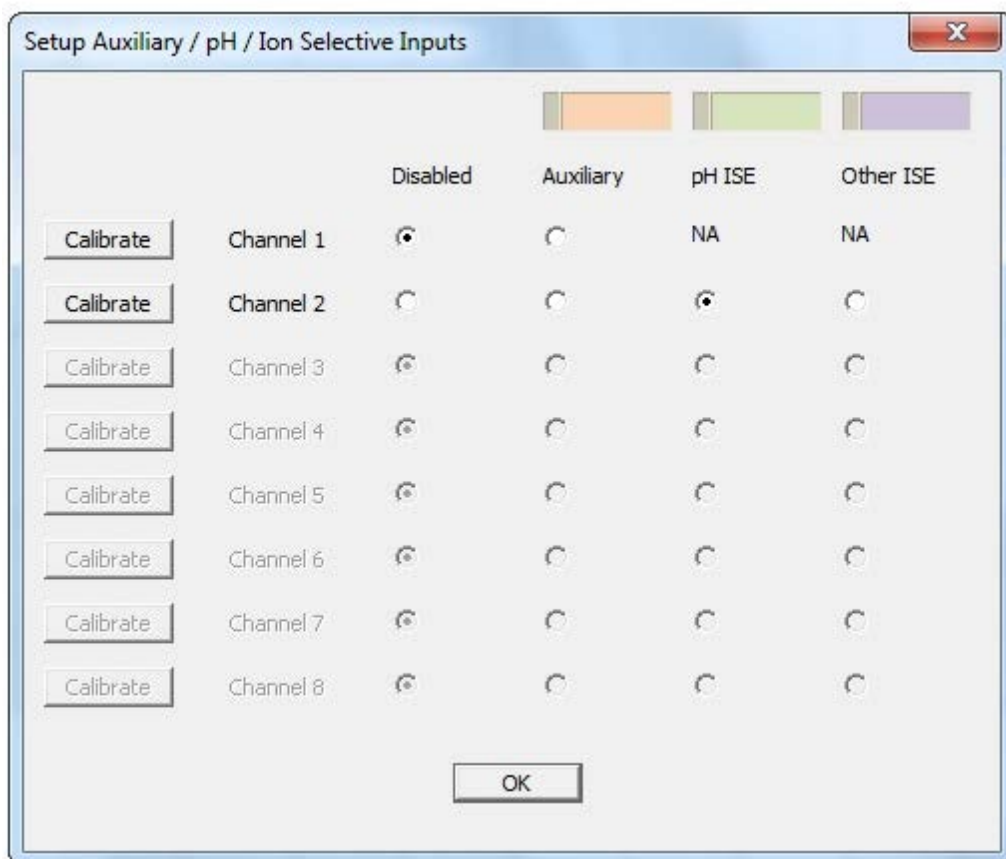 Setup Auxiliary / pH / Ion Selective Inputs
Disabled Auxiliary pH ISE Other ISE
Calibrate Channel 1 NA NA
Calibrate Channel 2
Calibrate Channel 3
Calibrate Channel 4
Calibrate Channel 5
Calibrate Channel 6
Calibrate Channel 7
Calibrate Channel 8
OK